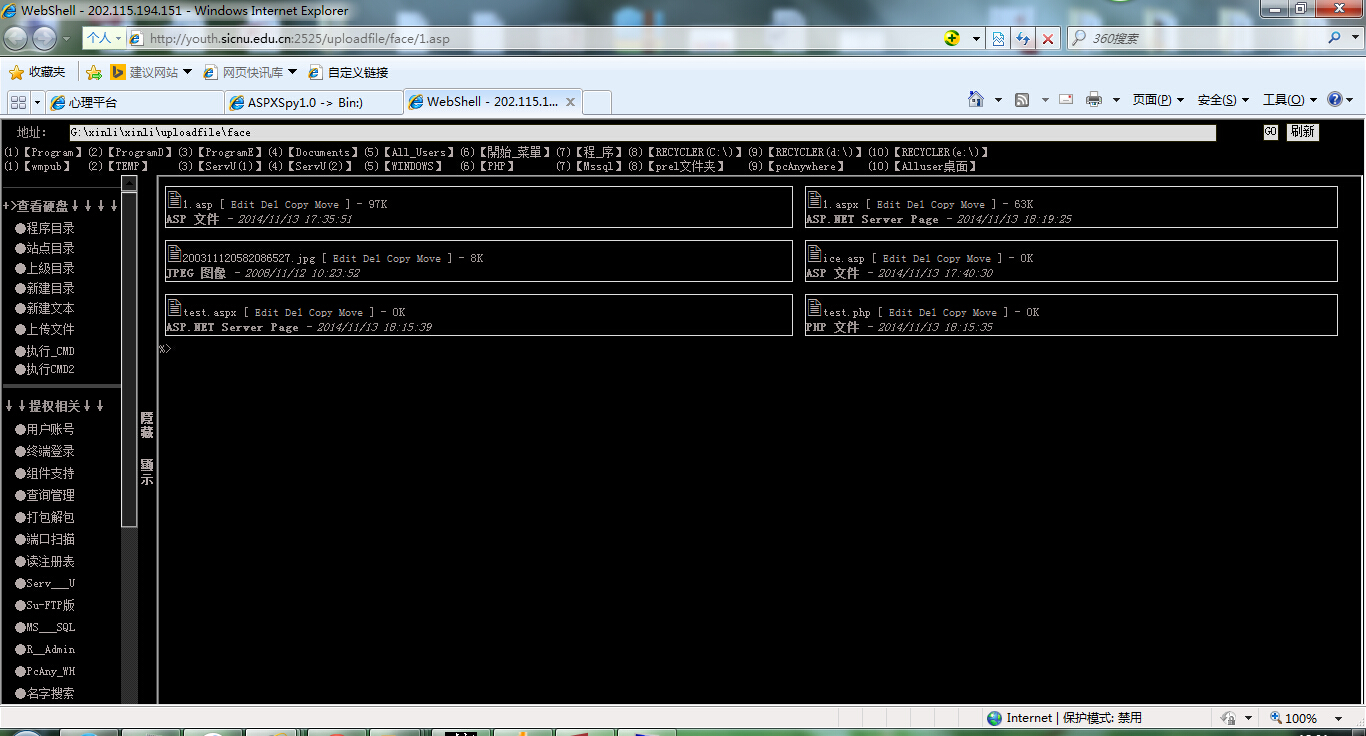 WebShell - 202.115.194.151 - Windows Internet Explorer
个人 http://youth.sicnu.edu.cn:2525/uploadfile/face/1.asp 360搜索
收藏夹 建议网站 网页快讯库 自定义链接
心理平台 ASPXSpy1.0 -> Bin:) WebShell - 202.115.1... 页面(P) 安全(S) 工具(O)
地址: G:\xinli\xinli\uploadfile\face GO 刷新
(1)【Program】(2)【ProgramD】(3)【ProgramE】(4)【Documents】(5)【All_Users】(6)【開始_菜單】(7)【程_序】(8)【RECYCLER(C:\)】(9)【RECYCLER(d:\)】(10)【RECYCLER(e:\)】
(1)【wmpub】 (2)【TEMP】 (3)【ServU(1)】(4)【ServU(2)】 (5)【WINDOWS】 (6)【PHP】 (7)【Mssql】(8)【prel文件夹】 (9)【pcAnywhere】 (10)【Alluser桌面】
+>查看硬盘↓↓↓↓
●程序目录
●站点目录
●上级目录
●新建目录
●新建文本
●上传文件
●执行_CMD
●执行CMD2
↓↓提权相关↓↓
●用户账号
●终端登录
●组件支持
●查询管理
●打包解包
●端口扫描
●读注册表
●Serv___U
●Su-FTP版
●MS___SQL
●R__Admin
●PcAny_WH
●名字搜索
隐藏
显示
1.asp [ Edit Del Copy Move ] - 97K
ASP 文件 - 2014/11/13 17:35:51
1.aspx [ Edit Del Copy Move ] - 63K
ASP.NET Server Page - 2014/11/13 18:19:25
200311120582086527.jpg [ Edit Del Copy Move ] - 8K
JPEG 图像 - 2008/11/12 10:23:52
ice.asp [ Edit Del Copy Move ] - 0K
ASP 文件 - 2014/11/13 17:40:30
test.aspx [ Edit Del Copy Move ] - 0K
ASP.NET Server Page - 2014/11/13 18:15:39
test.php [ Edit Del Copy Move ] - 0K
PHP 文件 - 2014/11/13 18:15:35
%>
Internet | 保护模式: 禁用 100%